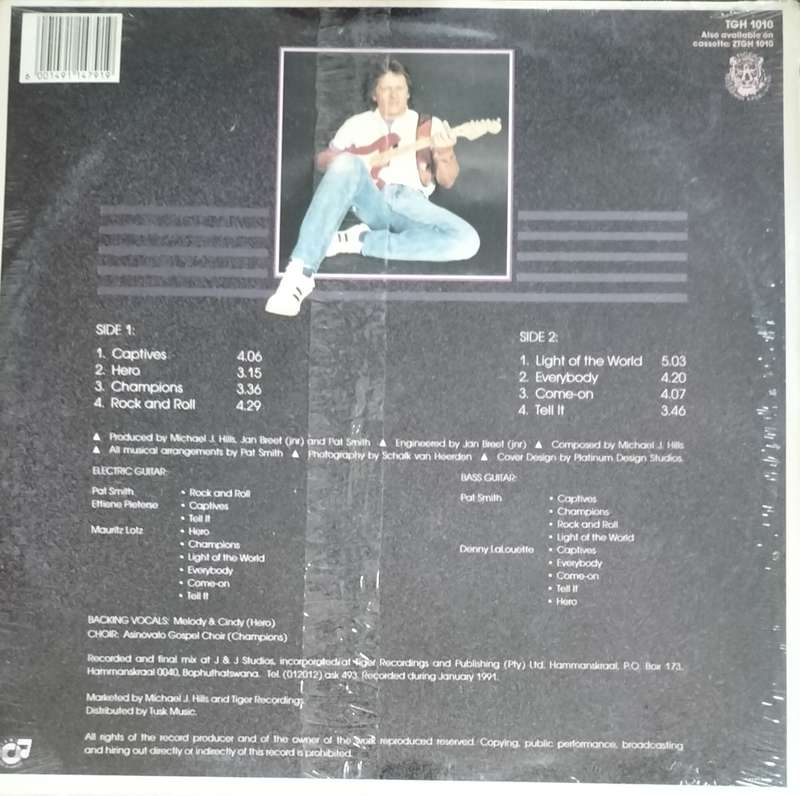 6 001491 147919
TGH 1010
Also available on
cassette: ZTGH 1010
SIDE 1:
1. Captives 4.06
2. Hero 3.15
3. Champions 3.36
4. Rock and Roll 4.29
SIDE 2:
1. Light of the World 5.03
2. Everybody 4.20
3. Come-on 4.07
4. Tell It 3.46
▲ Produced by Michael J. Hills, Jan Breet (jnr) and Pat Smith ▲ Engineered by Jan Breet (jnr) ▲ Composed by Michael J. Hills
▲ All musical arrangements by Pat Smith ▲ Photography by Schalk van Heerden ▲ Cover Design by Platinum Design Studios.
ELECTRIC GUITAR:
Pat Smith • Rock and Roll
Ettiene Pieterse • Captives
• Tell It
Mauritz Lotz • Hero
• Champions
• Light of the World
• Everybody
• Come-on
• Tell It
BASS GUITAR:
Pat Smith • Captives
• Champions
• Rock and Roll
• Light of the World
Denny LaLouette • Captives
• Everybody
• Come-on
• Tell It
• Hero
BACKING VOCALS: Melody & Cindy (Hero)
CHOIR: Asinovalo Gospel Choir (Champions)
Recorded and final mix at J & J Studios, incorporated at Tiger Recordings and Publishing (Pty) Ltd. Hammanskraal, P.O. Box 173,
Hammanskraal 0040, Bophuthatswana. Tel. (012012) ask 493. Recorded during January 1991.
Marketed by Michael J. Hills and Tiger Recordings
Distributed by Tusk Music.
All rights of the record producer and of the owner of the work reproduced reserved. Copying, public performance, broadcasting
and hiring out directly or indirectly of this record is prohibited.